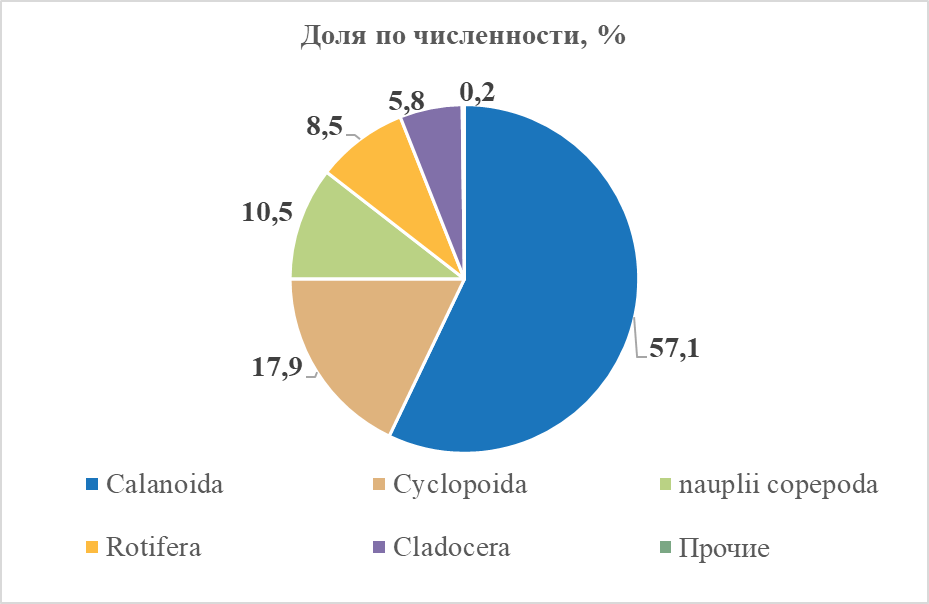 Доля по численности, %
0,2
5,8
8,5
10,5
57,1
17,9
Calanoida
Cyclopoida
nauplii copepoda
Rotifera
Cladocera
Прочие